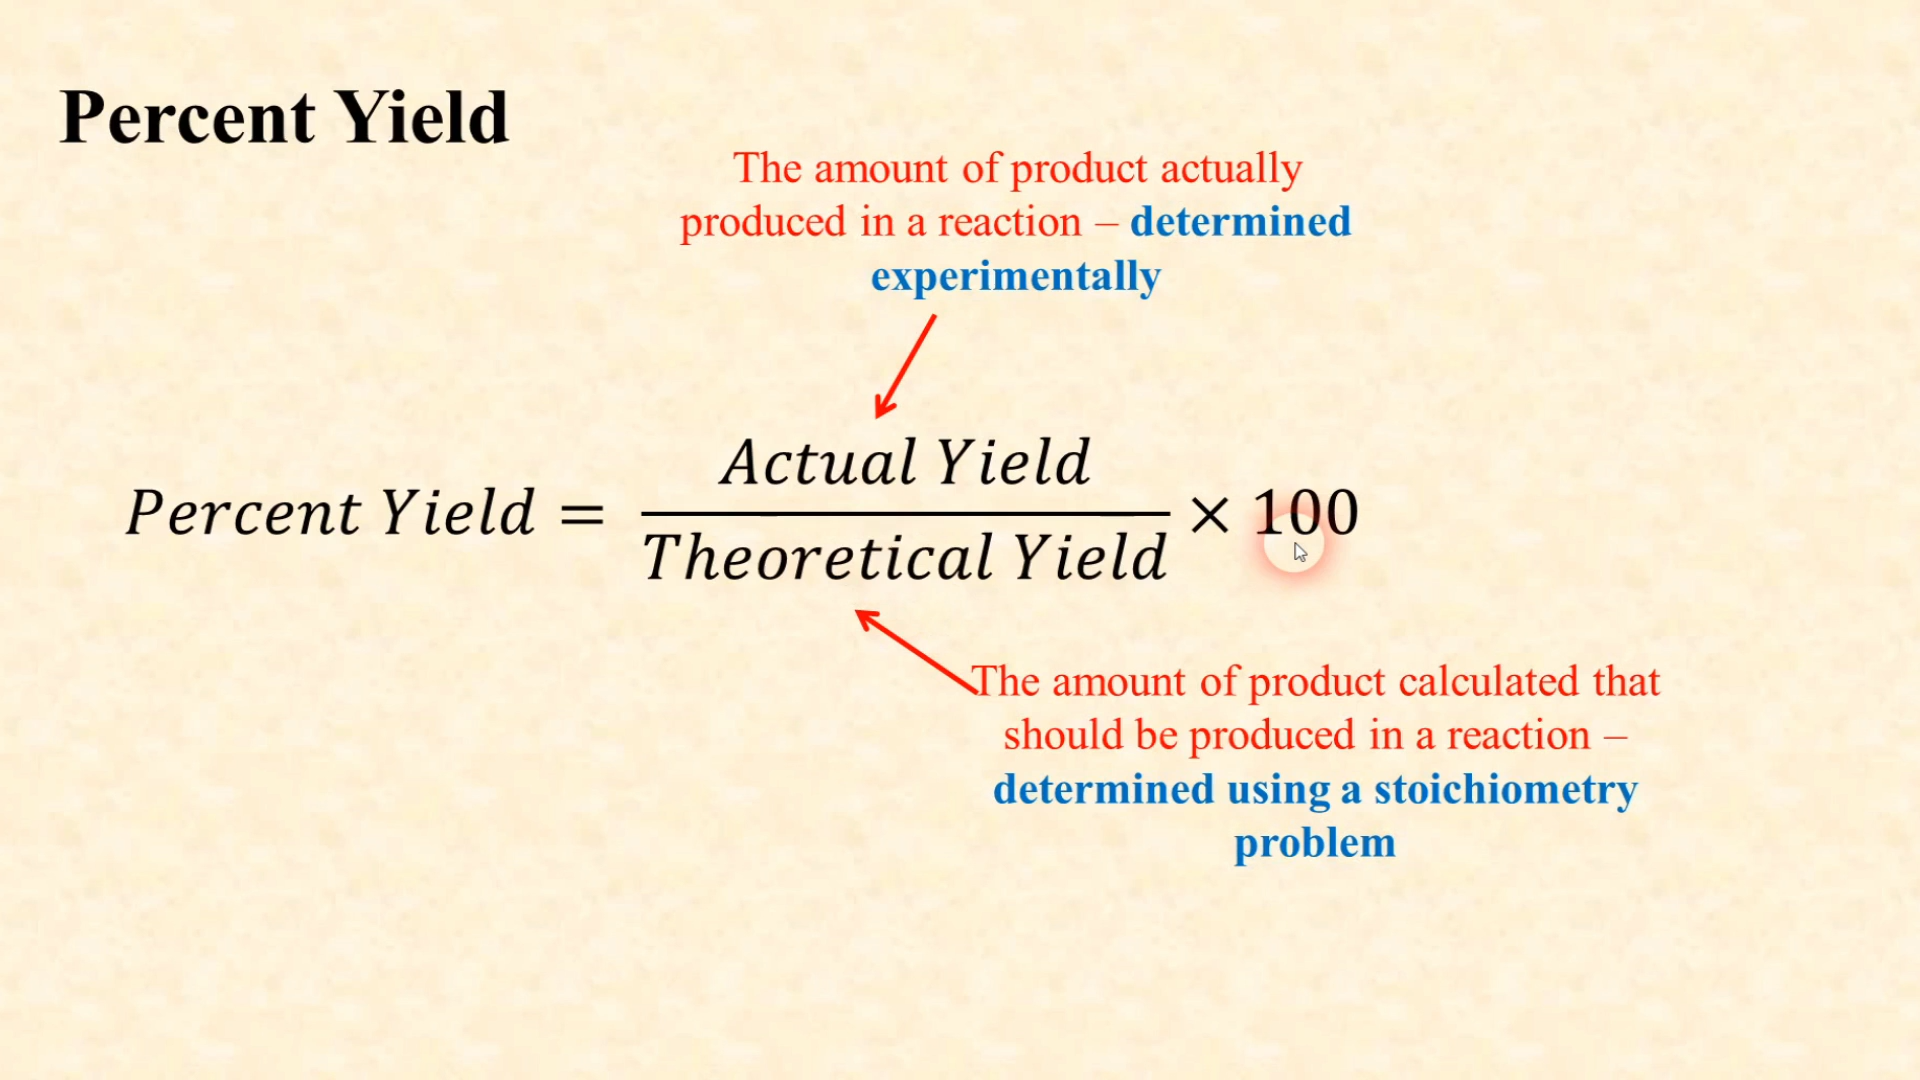 Percent Yield
The amount of product actually
produced in a reaction – determined
experimentally
Actual Yield
Percent Yield = ――― × 100
Theoretical Yield
The amount of product calculated that
should be produced in a reaction –
determined using a stoichiometry
problem